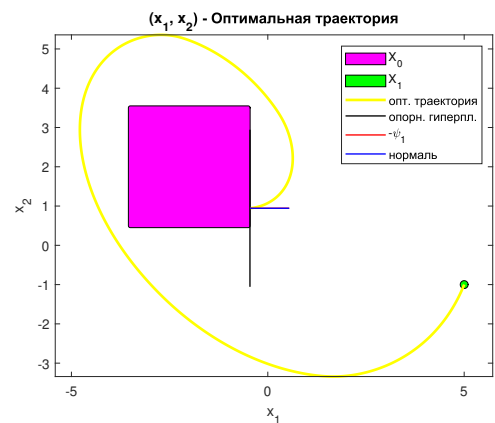 (x₁, x₂) - Оптимальная траектория
X₀
X₁
опт. траектория
опорн. гиперпл.
-ψ₁
нормаль
5
4
3
2
1
0
-1
-2
-3
x₂
-5
0
5
x₁